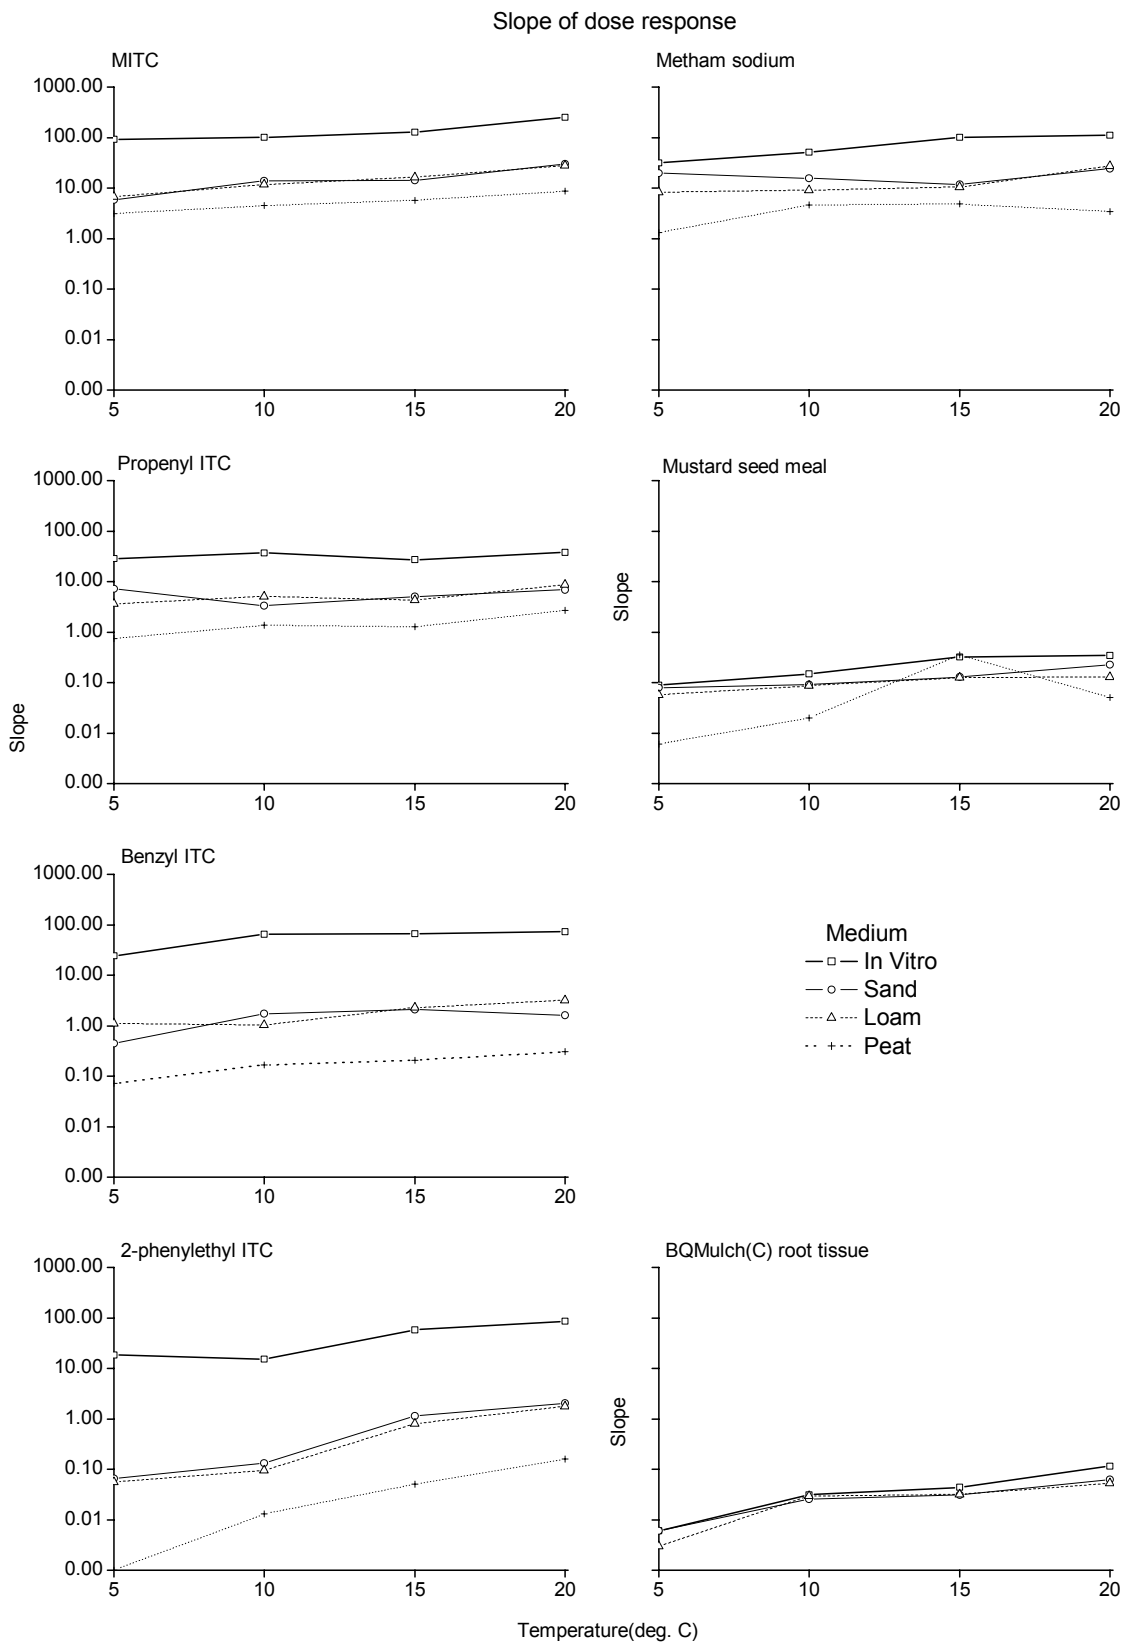 Slope of dose response
MITC
1000.00
100.00
10.00
1.00
0.10
0.01
0.00
5 10 15 20
Metham sodium
5 10 15 20
Propenyl ITC
1000.00
100.00
10.00
1.00
0.10
0.01
0.00
Slope
5 10 15 20
Mustard seed meal
Slope
5 10 15 20
Benzyl ITC
1000.00
100.00
10.00
1.00
0.10
0.01
0.00
5 10 15 20
Medium
In Vitro
Sand
Loam
Peat
2-phenylethyl ITC
1000.00
100.00
10.00
1.00
0.10
0.01
0.00
5 10 15 20
BQMulch(C) root tissue
Slope
5 10 15 20
Temperature(deg. C)